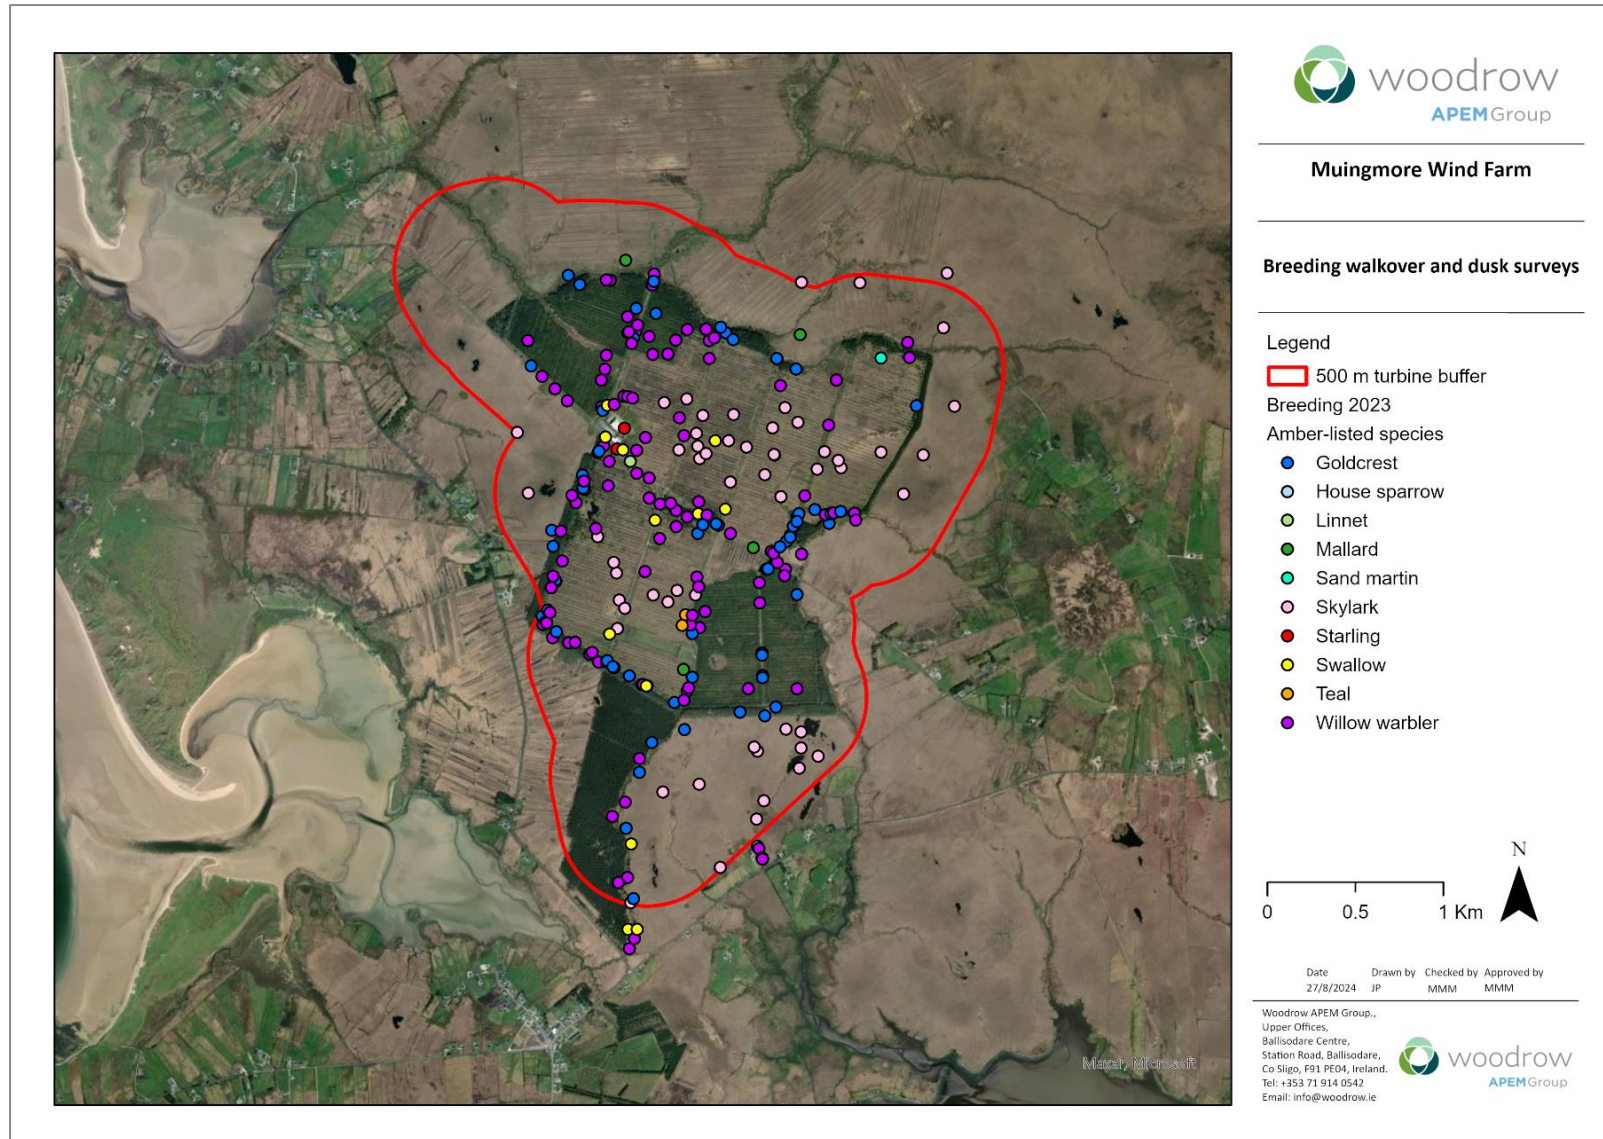 woodrow
APEM Group
Muingmore Wind Farm
Breeding walkover and dusk surveys
Legend
500 m turbine buffer
Breeding 2023
Amber-listed species
Goldcrest
House sparrow
Linnet
Mallard
Sand martin
Skylark
Starling
Swallow
Teal
Willow warbler
N
0 0.5 1 Km
Date Drawn by Checked by Approved by
27/8/2024 JP MMM MMM
Woodrow APEM Group.,
Upper Offices,
Ballisodare Centre,
Station Road, Ballisodare,
Co Sligo, F91 PE04, Ireland.
Tel: +353 71 914 0542
Email: info@woodrow.ie
woodrow
APEM Group
Maxar, Microsoft